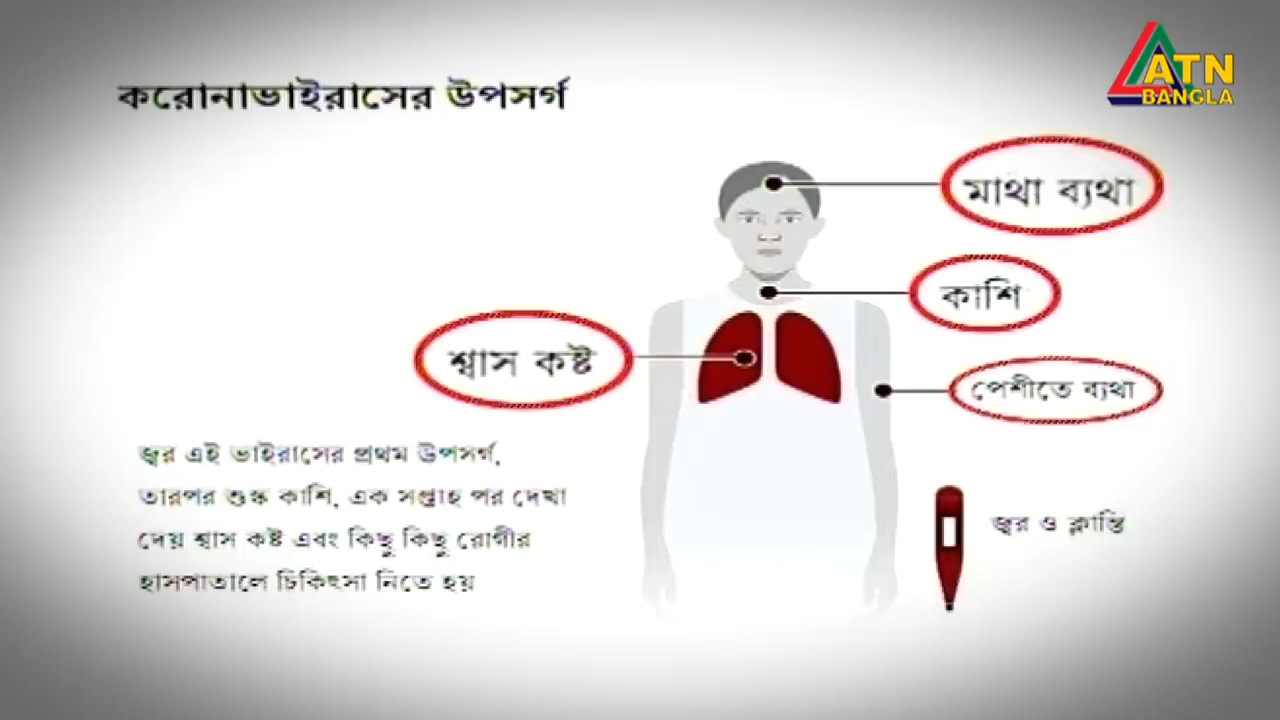 করোনাভাইরাসের উপসর্গ
ATN
BANGLA
মাথা ব্যথা
কাশি
শ্বাস কষ্ট
পেশীতে ব্যথা
জ্বর এই ভাইরাসের প্রথম উপসর্গ,
তারপর শুষ্ক কাশি, এক সপ্তাহ পর দেখা
দেয় শ্বাস কষ্ট এবং কিছু কিছু রোগীর
হাসপাতালে চিকিৎসা নিতে হয়
জ্বর ও ক্লান্তি